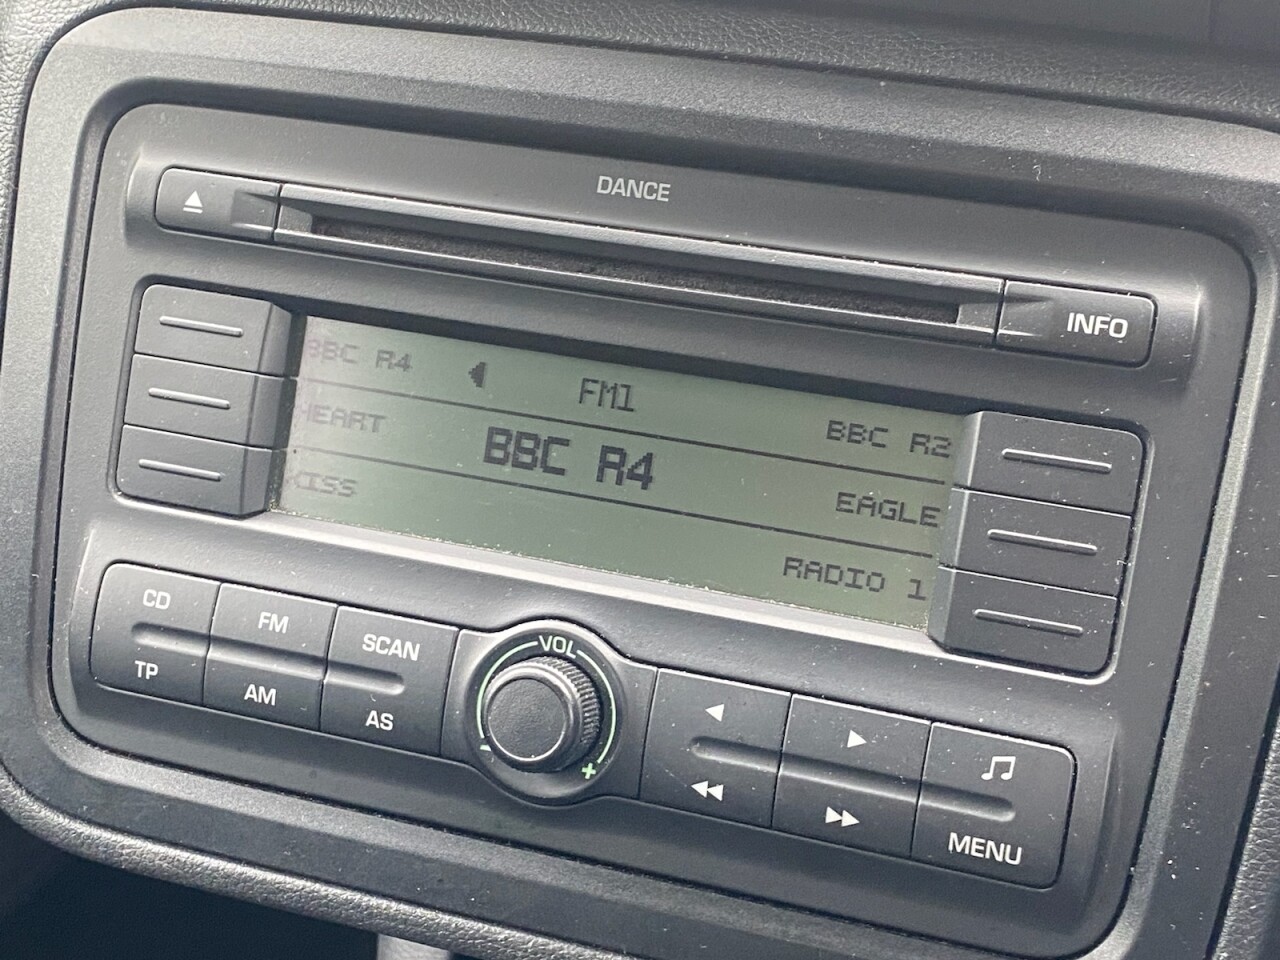 DANCE
INFO
BBC R4
FM1
BBC R2
HEART
BBC R4
EAGLE
KISS
RADIO 1
CD
FM
SCAN
VOL
TP
AM
AS
- +
MENU